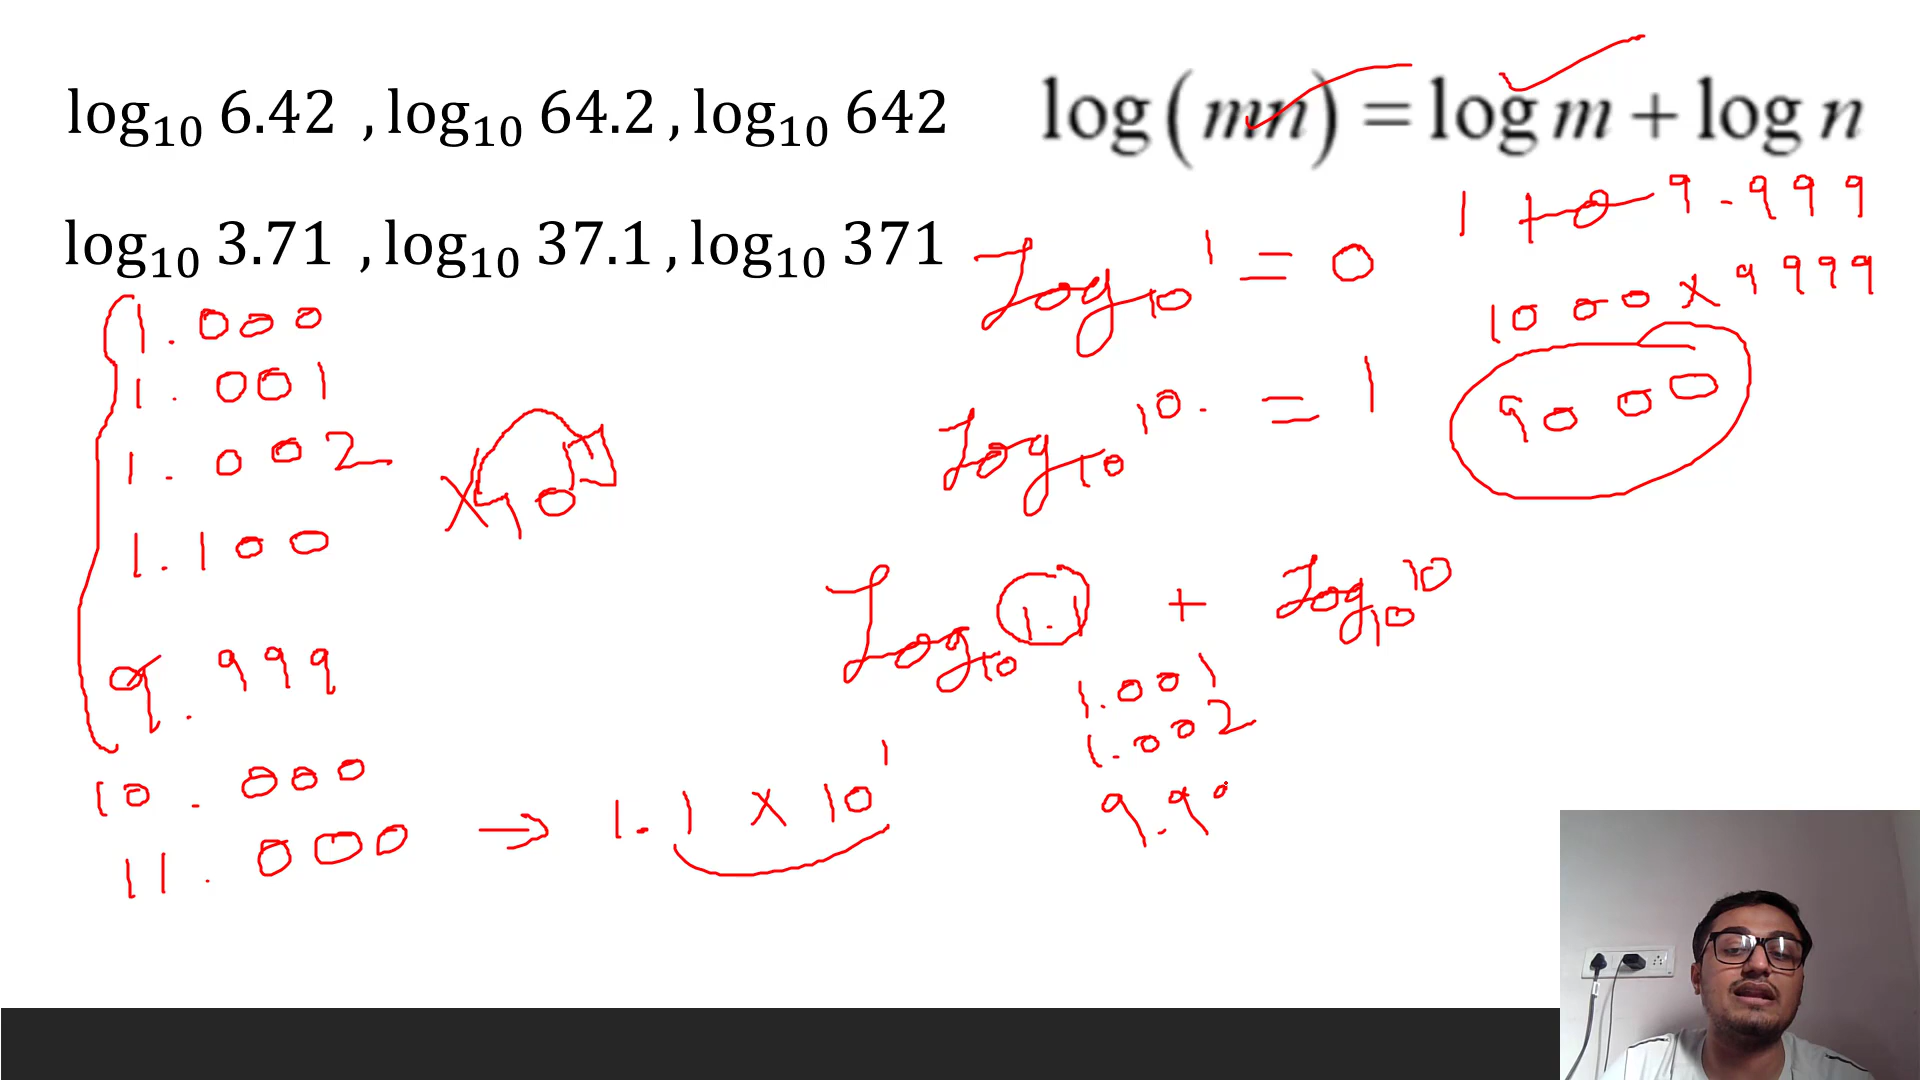 log₁₀ 6.42 , log₁₀ 64.2 , log₁₀ 642
log(mn) = log m + log n
log₁₀ 3.71 , log₁₀ 37.1 , log₁₀ 371
1 to 9.999
Log₁₀ 1 = 0
1000 x 9999
9000
Log₁₀ 10. = 1
1.000
1.001
1.002
x 10
1.100
9.999
10.000
11.000 → 1.1 x 10¹
Log₁₀ 1.1 + Log₁₀ 10
1.001
1.002
9.9